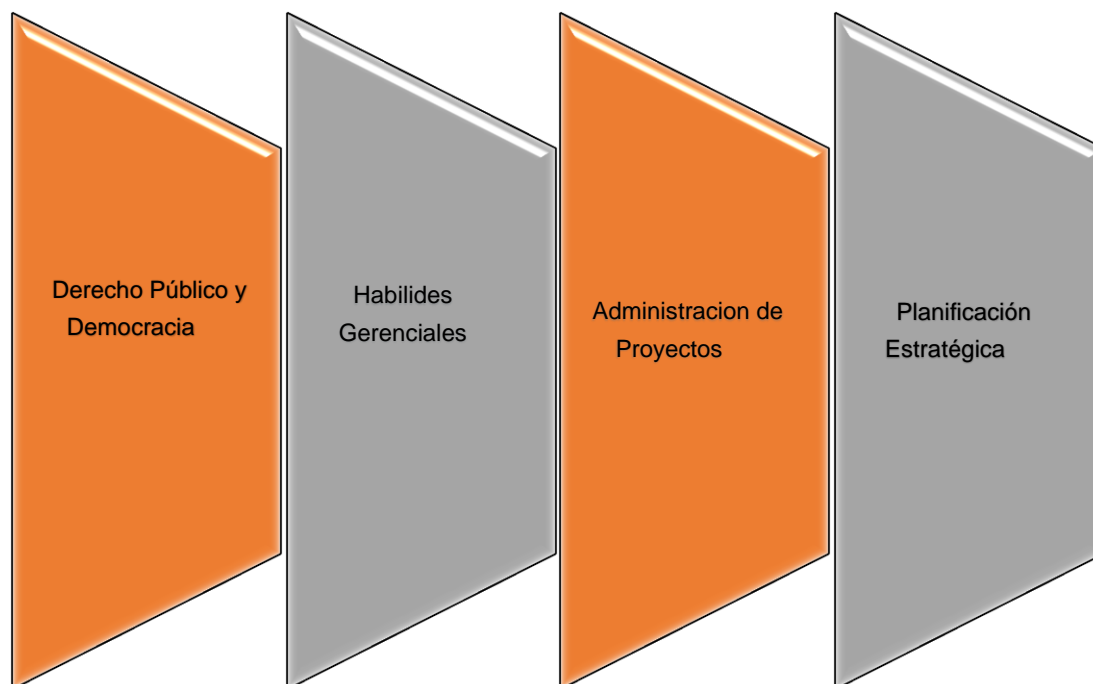 Derecho Público y
Democracia
Habilides
Gerenciales
Administracion de
Proyectos
Planificación
Estratégica